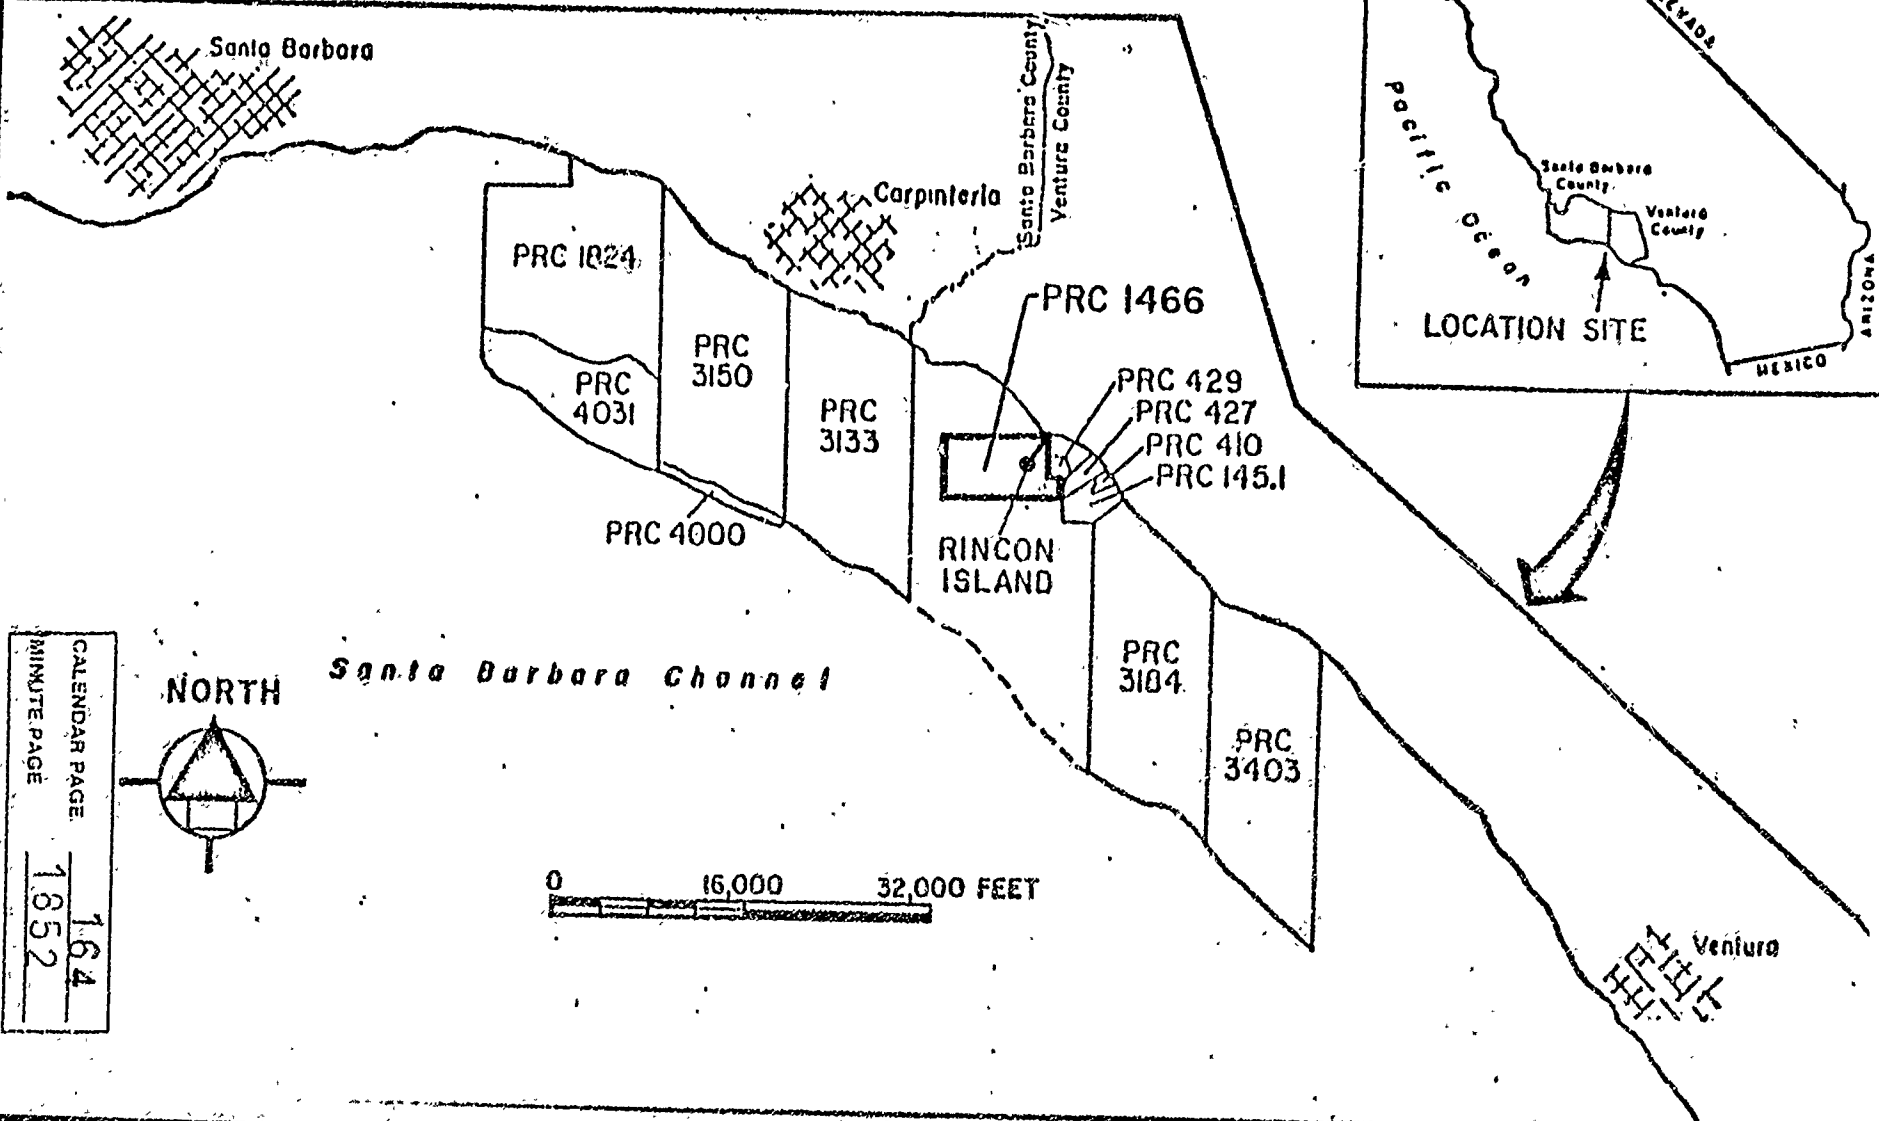 Santa Barbara
Santa Barbara County
Ventura County
Carpinteria
PRC 1824
PRC
4031
PRC
3150
PRC
3133
PRC 4000
PRC 1466
PRC 429
PRC 427
PRC 410
PRC 145.1
RINCON
ISLAND
PRC
3184
PRC
3403
Santa Barbara Channel
NORTH
0 16,000 32,000 FEET
Ventura
Pacific Ocean
NEVADA
Santa Barbara
County
Ventura
County
LOCATION SITE
MEXICO
ARIZONA
CALENDAR PAGE 164
MINUTE PAGE 1852